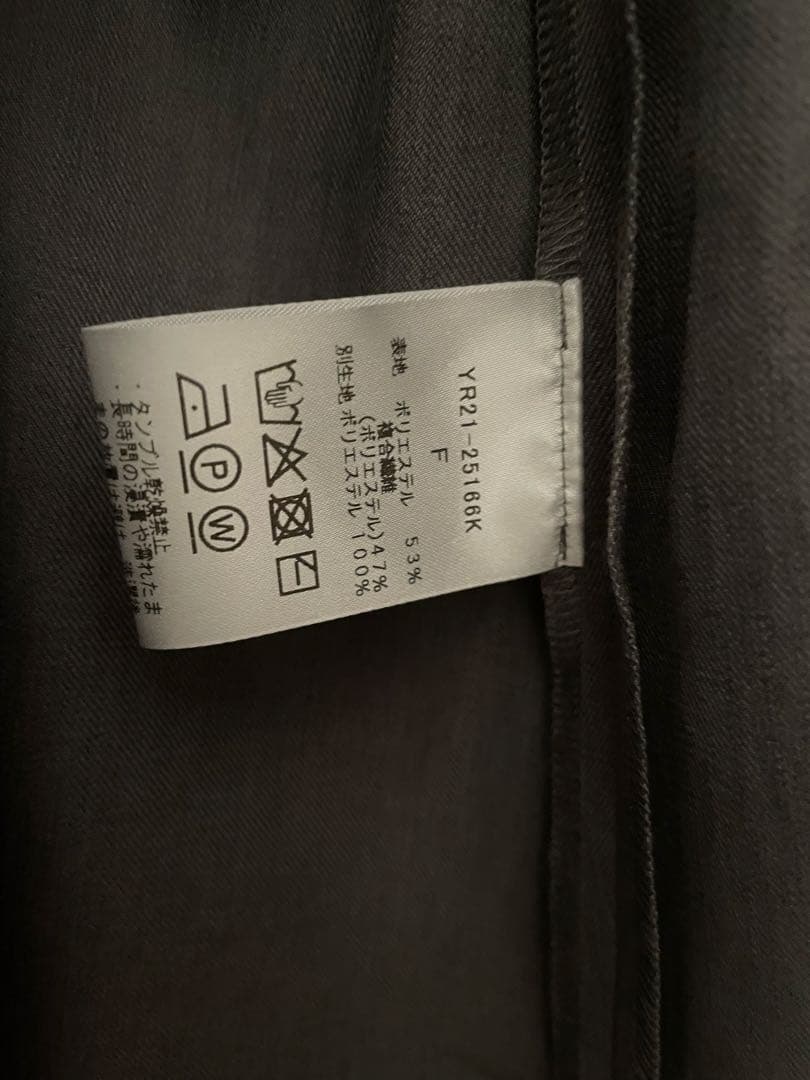 YR21-25166K
F
表地 ポリエステル 53%
複合繊維
(ポリエステル)47%
別生地 ポリエステル 100%
P W
・タンブル乾燥禁止
・長時間の浸漬や濡れたま